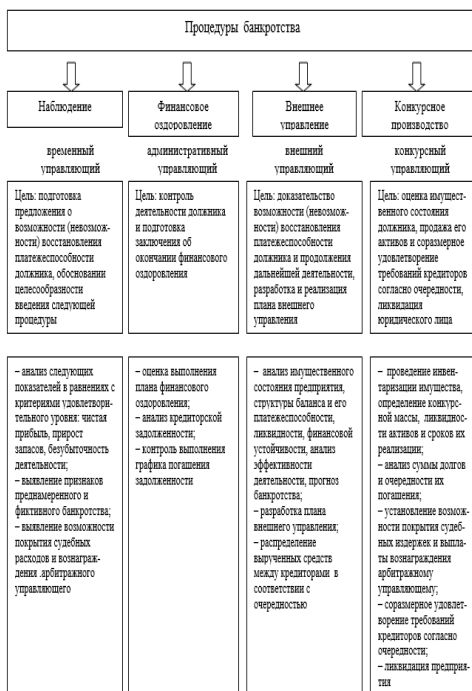 Процедуры банкротства
Наблюдение
Финансовое
оздоровление
Внешнее
управление
Конкурсное
производство
временный
управляющий
административный
управляющий
внешний
управляющий
конкурсный
управляющий
Цель: подготовка
предложения о
возможности (невозмож-
ности) восстановления
платежеспособности
должника, обосновании
целесообразности
введения следующей
процедуры
Цель: контроль
деятельности должника
и подготовка
заключения об
окончании финансового
оздоровления
Цель: доказательство
возможности (невозмож-
ности) восстановления
платежеспособности
должника и продолжения
дальнейшей деятельности,
разработка и реализация
плана внешнего
управления
Цель: оценка имущест-
венного состояния
должника, продажа его
активов и соразмерное
удовлетворение
требований кредиторов
согласно очередности,
ликвидация
юридического лица
– анализ следующих
показателей в равнениях с
критериями удовлетвори-
тельного уровня: чистая
прибыль, прирост
запасов, безубыточность
деятельности;
– выявление признаков
преднамеренного и
фиктивного банкротства;
– выявление возможности
покрытия судебных
расходов и вознаграж-
дения .арбитражного
управляющего
– оценка выполнения
плана финансового
оздоровления;
– анализ кредиторской
задолженности;
– контроль выполнения
графика погашения
задолженности
– анализ имущественного
состояния предприятия,
структуры баланса и его
платежеспособности,
ликвидности, финансовой
устойчивости, анализ
эффективности
деятельности, прогноз
банкротства;
– разработка плана
внешнего управления;
– распределение
вырученных средств
между кредиторами в
соответствии с
очередностью
– проведение инвен-
таризации имущества,
определение конкурс-
ной массы, ликвиднос-
ти активов и сроков их
реализации;
– анализ суммы долгов
и очередности их
погашения;
– установление возмож-
ности покрытия судеб-
ных издержек и выпла-
ты вознаграждения
арбитражному
управляющему;
– соразмерное удовлет-
ворение требований
кредиторов согласно
очередности;
– ликвидация предприя-
тия